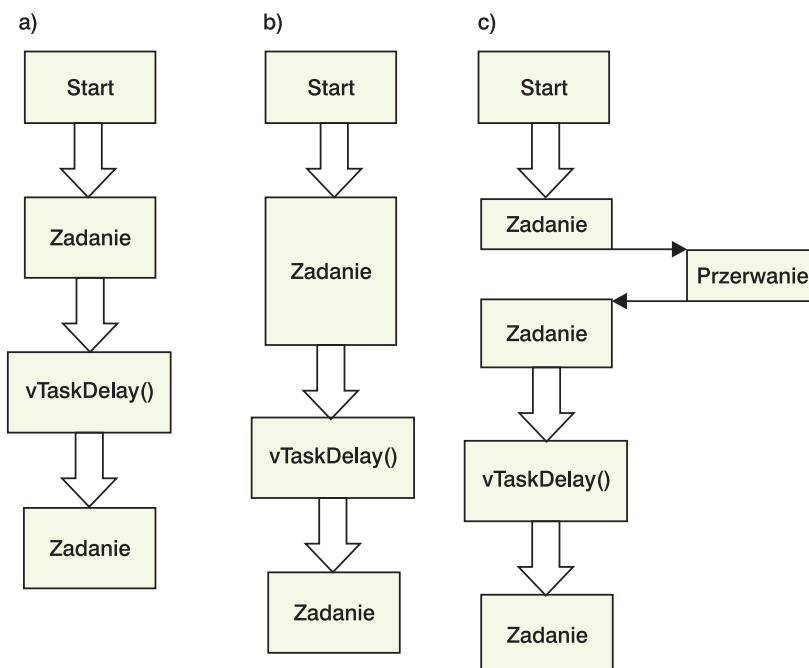 a)
Start
Zadanie
vTaskDelay()
Zadanie
b)
Start
Zadanie
vTaskDelay()
Zadanie
c)
Start
Zadanie
Przerwanie
Zadanie
vTaskDelay()
Zadanie